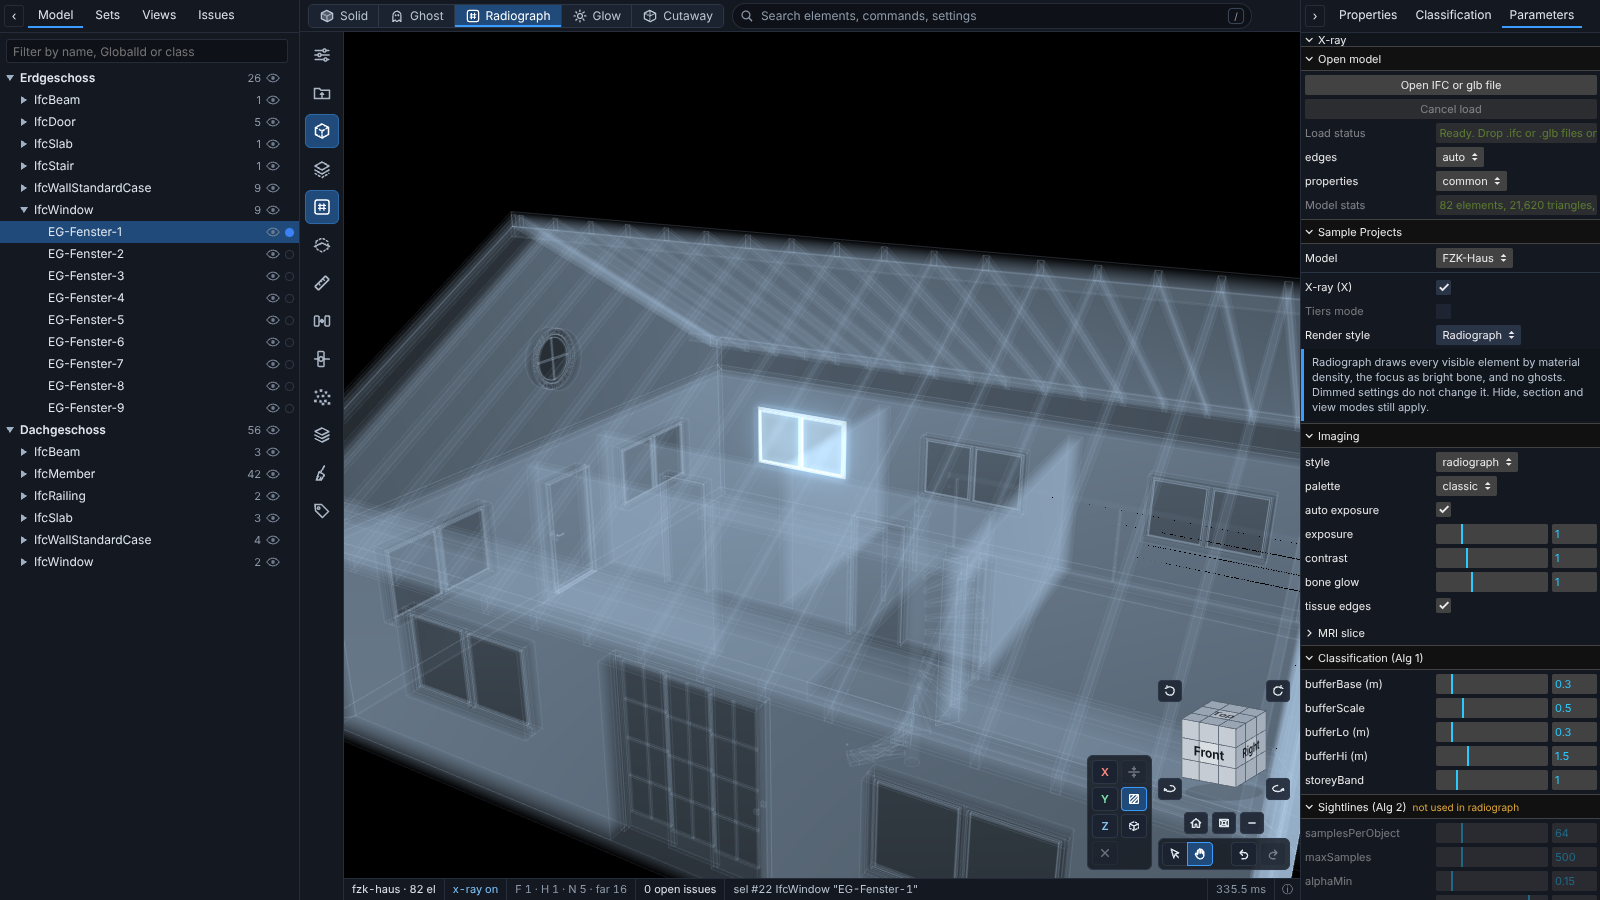 Model Sets Views Issues
Solid Ghost Radiograph Glow Cutaway
Search elements, commands, settings /
Properties Classification Parameters
Filter by name, GlobalId or class
Erdgeschoss 26
IfcBeam 1
IfcDoor 5
IfcSlab 1
IfcStair 1
IfcWallStandardCase 9
IfcWindow 9
EG-Fenster-1
EG-Fenster-2
EG-Fenster-3
EG-Fenster-4
EG-Fenster-5
EG-Fenster-6
EG-Fenster-7
EG-Fenster-8
EG-Fenster-9
Dachgeschoss 56
IfcBeam 3
IfcMember 42
IfcRailing 2
IfcSlab 3
IfcWallStandardCase 4
IfcWindow 2
Top
Front
Right
X
Y
Z
fzk-haus · 82 el x-ray on F 1 · H 1 · N 5 · far 16 0 open issues sel #22 IfcWindow "EG-Fenster-1" 335.5 ms
X-ray
Open model
Open IFC or glb file
Cancel load
Load status Ready. Drop .ifc or .glb files or
edges auto
properties common
Model stats 82 elements, 21,620 triangles,
Sample Projects
Model FZK-Haus
X-ray (X)
Tiers mode
Render style Radiograph
Radiograph draws every visible element by material
density, the focus as bright bone, and no ghosts.
Dimmed settings do not change it. Hide, section and
view modes still apply.
Imaging
style radiograph
palette classic
auto exposure
exposure 1
contrast 1
bone glow 1
tissue edges
MRI slice
Classification (Alg 1)
bufferBase (m) 0.3
bufferScale 0.5
bufferLo (m) 0.3
bufferHi (m) 1.5
storeyBand 1
Sightlines (Alg 2) not used in radiograph
samplesPerObject 64
maxSamples 500
alphaMin 0.15